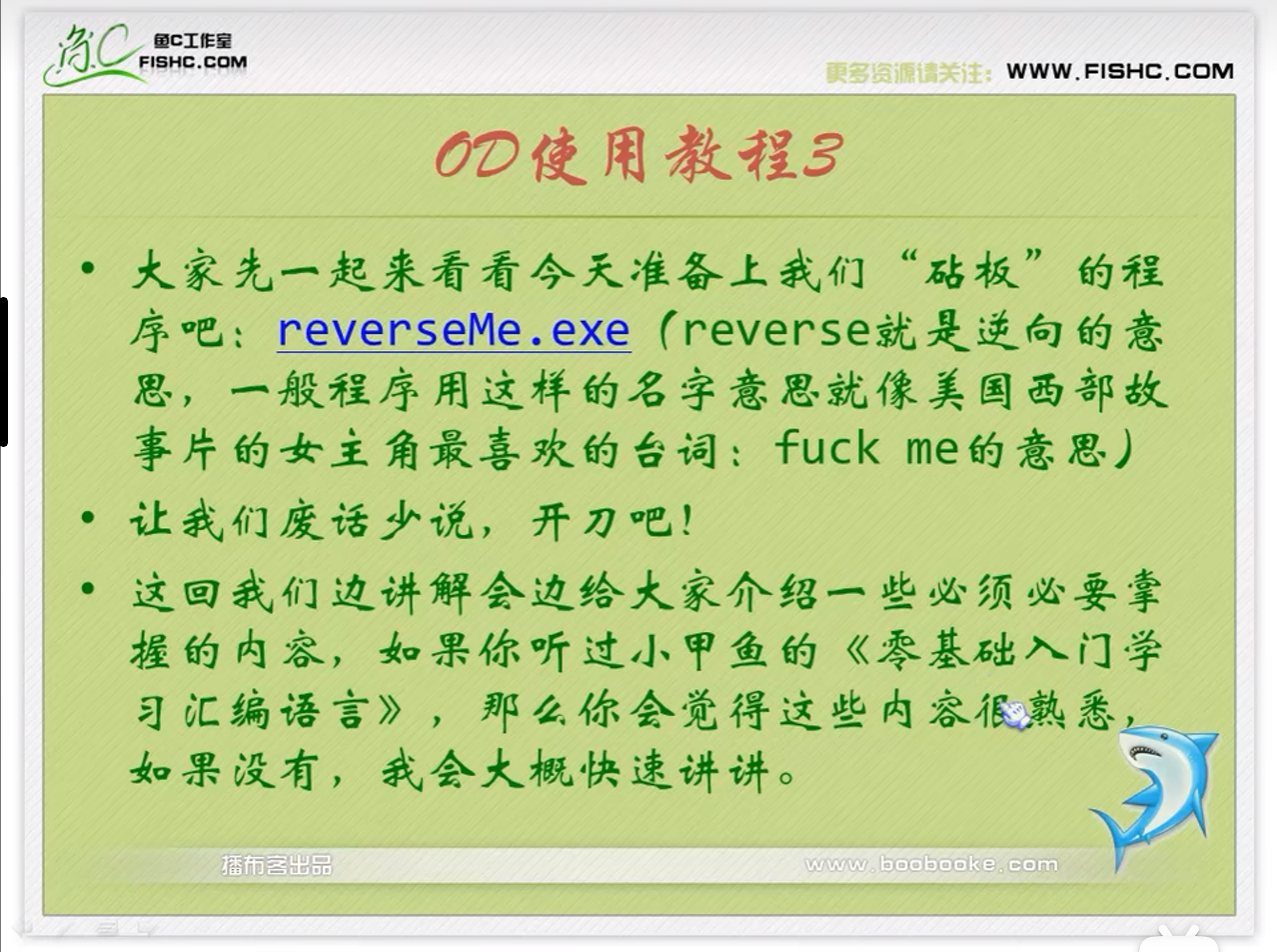 鱼C
鱼C工作室
FISHC.COM
更多资源请关注: WWW.FISHC.COM
OD使用教程3
• 大家先一起来看看今天准备上我们“砧板”的程
序吧: reverseMe.exe (reverse就是逆向的意
思, 一般程序用这样的名字意思就像美国西部故
事片的女主角最喜欢的台词: fuck me的意思)
• 让我们废话少说, 开刀吧!
• 这回我们边讲解会边给大家介绍一些必须必要掌
握的内容, 如果你听过小甲鱼的《零基础入门学
习汇编语言》, 那么你会觉得这些内容很熟悉,
如果没有, 我会大概快速讲讲。
播布客出品 www.boobooke.com